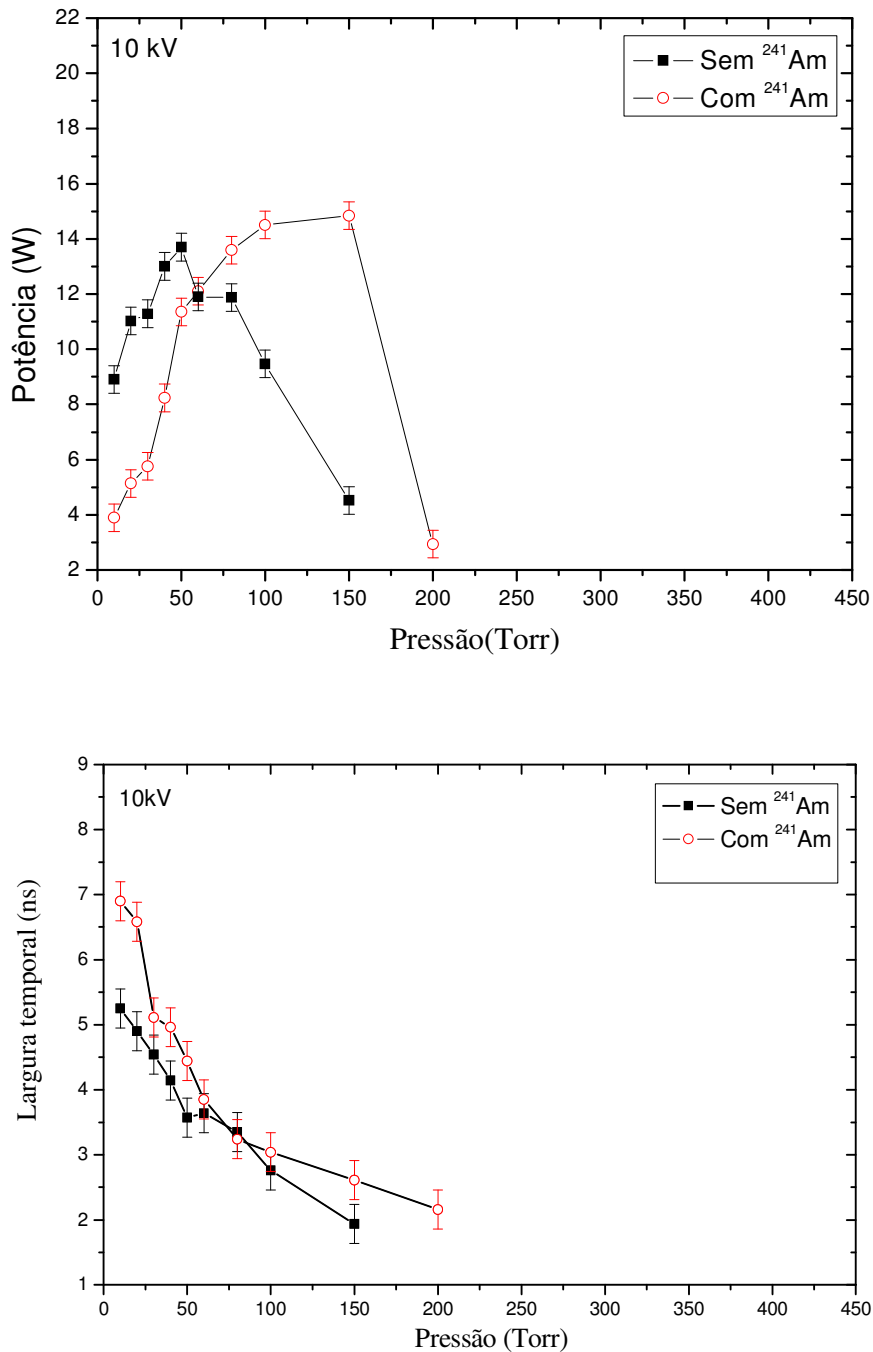 10 kV
Sem ²⁴¹Am
Com ²⁴¹Am
22
20
18
16
14
12
10
8
6
4
2
Potência (W)
0 50 100 150 200 250 300 350 400 450
Pressão(Torr)
10kV
Sem ²⁴¹Am
Com ²⁴¹Am
9
8
7
6
5
4
3
2
1
Largura temporal (ns)
0 50 100 150 200 250 300 350 400 450
Pressão (Torr)